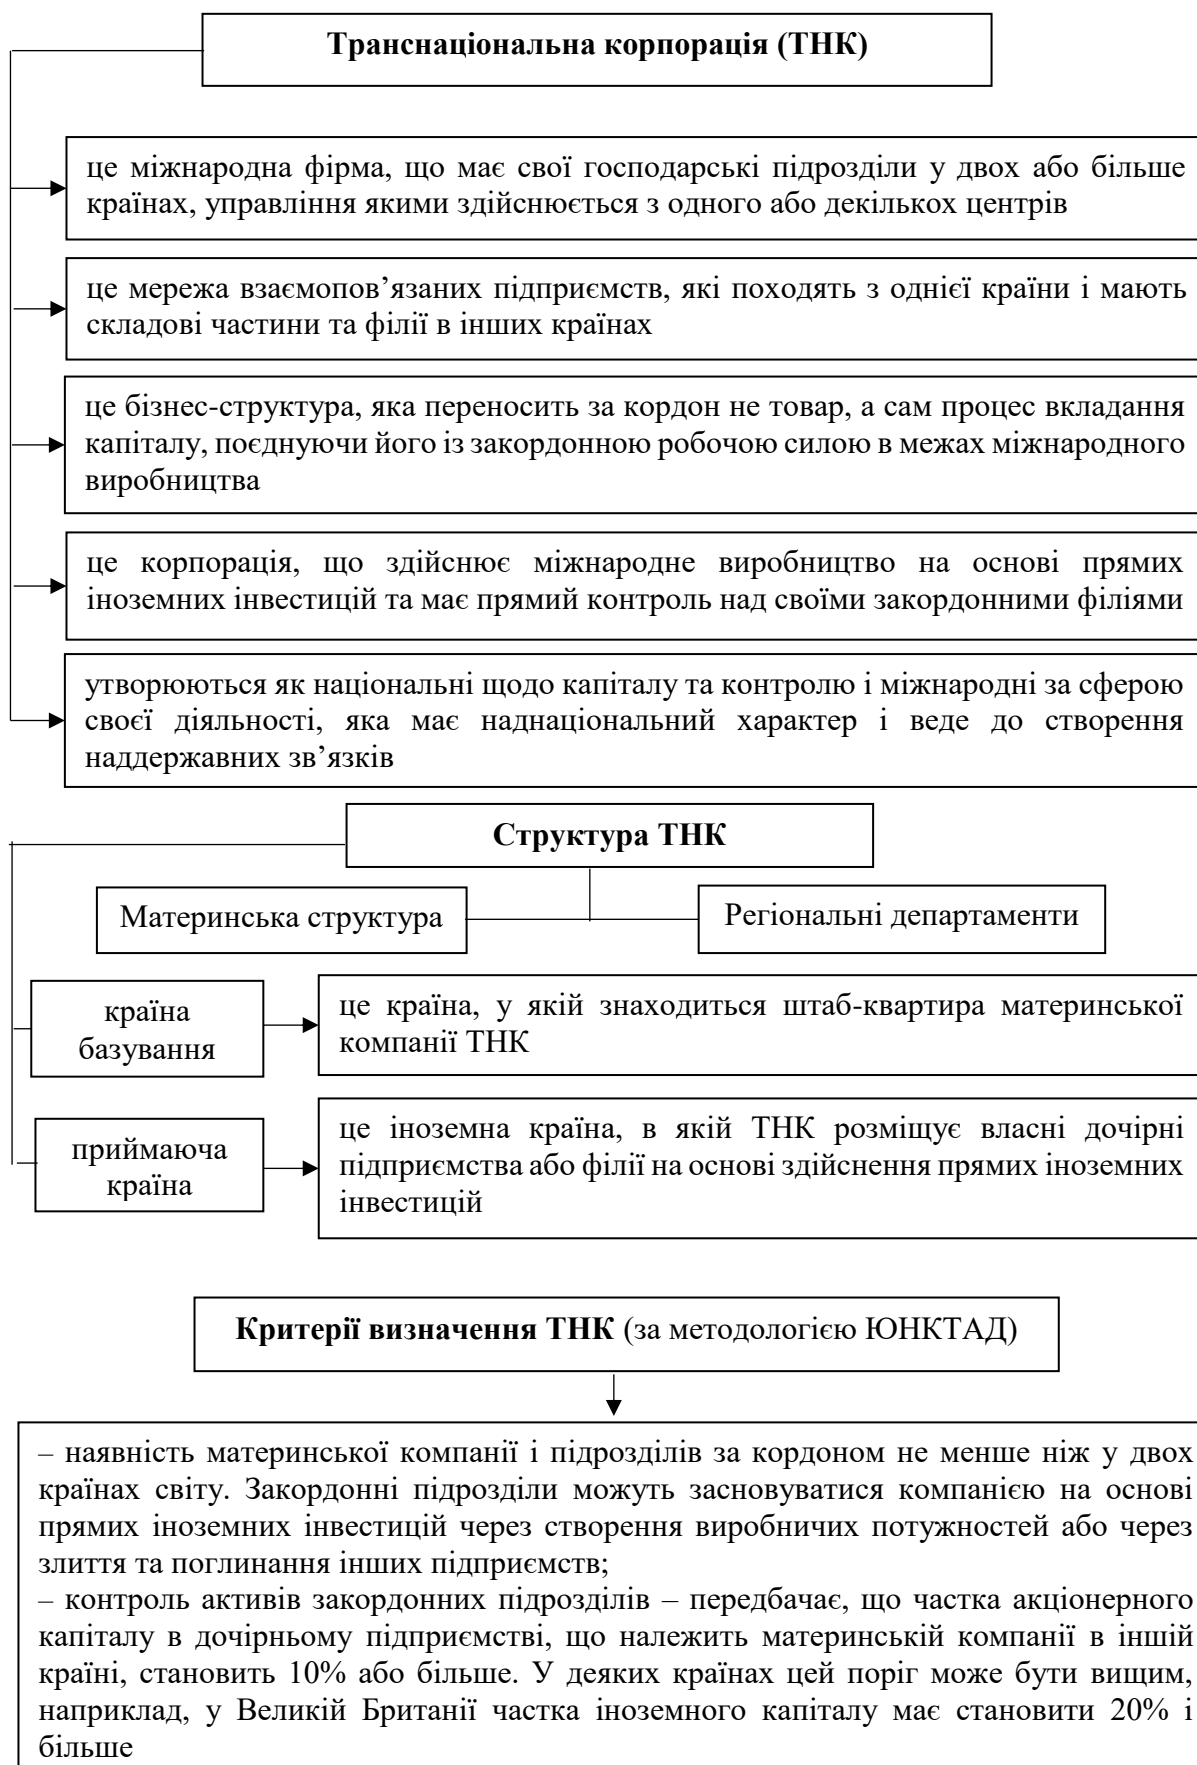 Транснаціональна корпорація (ТНК)
це міжнародна фірма, що має свої господарські підрозділи у двох або більше
країнах, управління якими здійснюється з одного або декількох центрів
це мережа взаємопов’язаних підприємств, які походять з однієї країни і мають
складові частини та філії в інших країнах
це бізнес-структура, яка переносить за кордон не товар, а сам процес вкладання
капіталу, поєднуючи його із закордонною робочою силою в межах міжнародного
виробництва
це корпорація, що здійснює міжнародне виробництво на основі прямих
іноземних інвестицій та має прямий контроль над своїми закордонними філіями
утворюються як національні щодо капіталу та контролю і міжнародні за сферою
своєї діяльності, яка має наднаціональний характер і веде до створення
наддержавних зв’язків
Структура ТНК
Материнська структура
Регіональні департаменти
країна
базування
це країна, у якій знаходиться штаб-квартира материнської
компанії ТНК
приймаюча
країна
це іноземна країна, в якій ТНК розміщує власні дочірні
підприємства або філії на основі здійснення прямих іноземних
інвестицій
Критерії визначення ТНК (за методологією ЮНКТАД)
– наявність материнської компанії і підрозділів за кордоном не менше ніж у двох
країнах світу. Закордонні підрозділи можуть засновуватися компанією на основі
прямих іноземних інвестицій через створення виробничих потужностей або через
злиття та поглинання інших підприємств;
– контроль активів закордонних підрозділів – передбачає, що частка акціонерного
капіталу в дочірньому підприємстві, що належить материнській компанії в іншій
країні, становить 10% або більше. У деяких країнах цей поріг може бути вищим,
наприклад, у Великій Британії частка іноземного капіталу має становити 20% і
більше